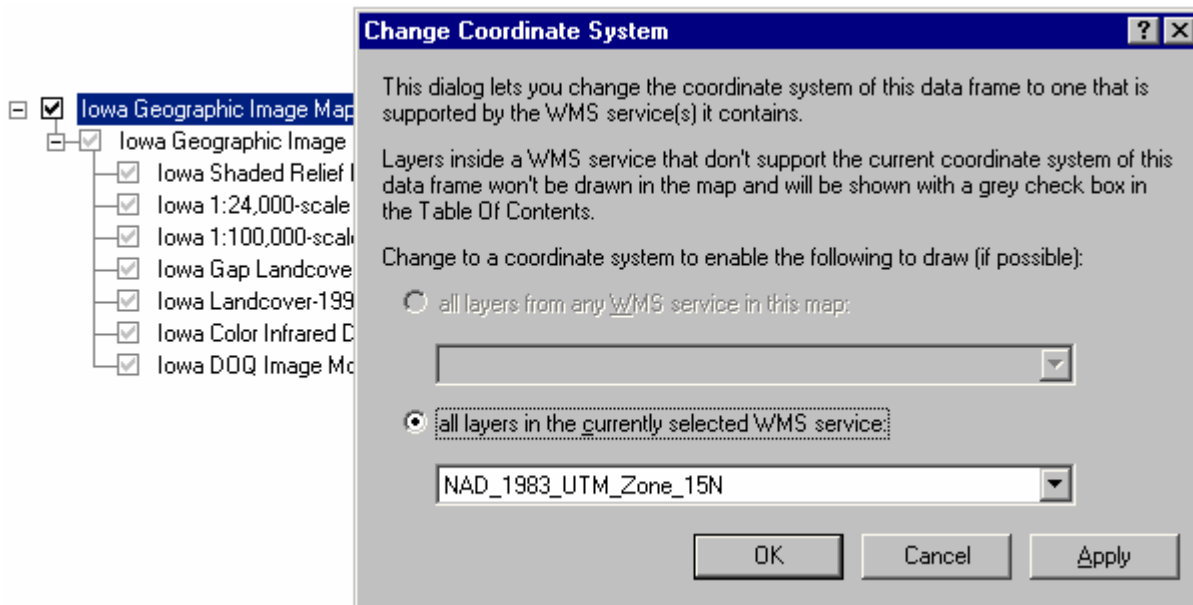 Change Coordinate System
This dialog lets you change the coordinate system of this data frame to one that is
supported by the WMS service(s) it contains.
Layers inside a WMS service that don't support the current coordinate system of this
data frame won't be drawn in the map and will be shown with a grey check box in
the Table Of Contents.
Change to a coordinate system to enable the following to draw (if possible):
all layers from any WMS service in this map:
all layers in the currently selected WMS service:
NAD_1983_UTM_Zone_15N
OK
Cancel
Apply
Iowa Geographic Image Map
Iowa Geographic Image
Iowa Shaded Relief
Iowa 1:24,000-scale
Iowa 1:100,000-scal
Iowa Gap Landcove
Iowa Landcover-199
Iowa Color Infrared D
Iowa DOQ Image Mo